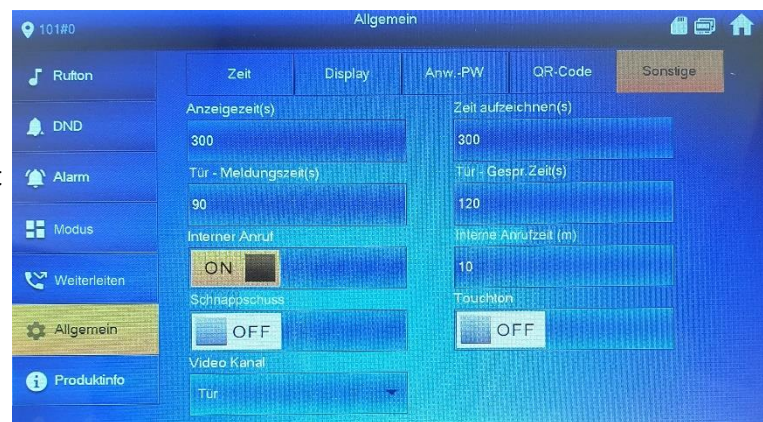 101#0
Allgemein
Rufton
DND
Alarm
Modus
Weiterleiten
Allgemein
Produktinfo
Zeit Display Anw.-PW QR-Code Sonstige
Anzeigezeit(s) Zeit aufzeichnen(s)
300 300
Tür - Meldungszeit(s) Tür - Gespr.Zeit(s)
90 120
Interner Anruf Interne Anrufzeit (m)
ON 10
Schnappschuss Touchton
OFF OFF
Video Kanal
Tür